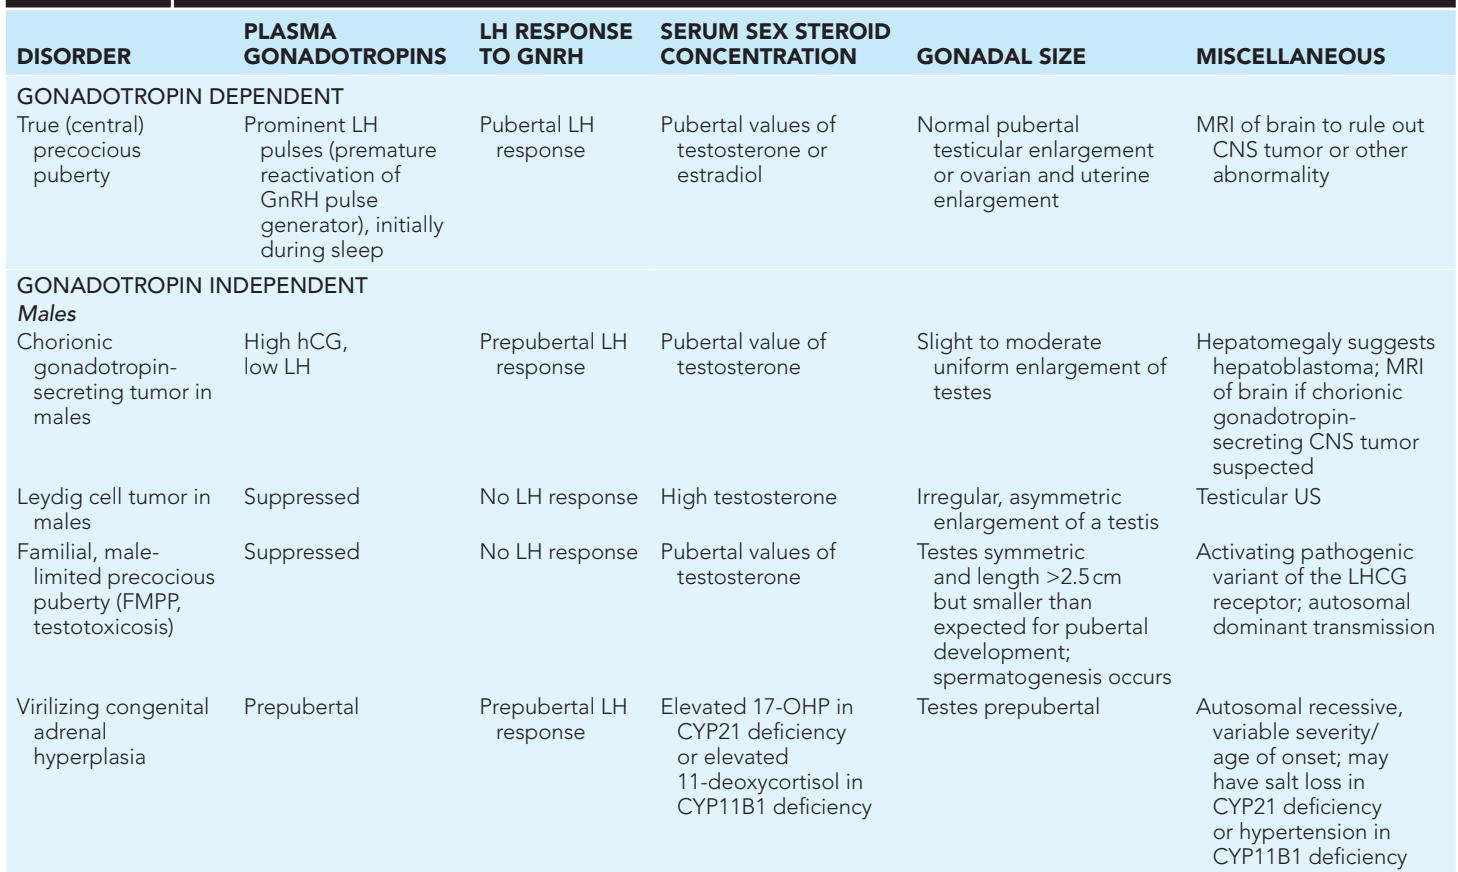 DISORDER
PLASMA
GONADOTROPINS
LH RESPONSE
TO GNRH
SERUM SEX STEROID
CONCENTRATION
GONADAL SIZE
MISCELLANEOUS
GONADOTROPIN DEPENDENT
True (central)
precocious
puberty
Prominent LH
pulses (premature
reactivation of
GnRH pulse
generator), initially
during sleep
Pubertal LH
response
Pubertal values of
testosterone or
estradiol
Normal pubertal
testicular enlargement
or ovarian and uterine
enlargement
MRI of brain to rule out
CNS tumor or other
abnormality
GONADOTROPIN INDEPENDENT
Males
Chorionic
gonadotropin-
secreting tumor in
males
High hCG,
low LH
Prepubertal LH
response
Pubertal value of
testosterone
Slight to moderate
uniform enlargement of
testes
Hepatomegaly suggests
hepatoblastoma; MRI
of brain if chorionic
gonadotropin-
secreting CNS tumor
suspected
Leydig cell tumor in
males
Suppressed
No LH response
High testosterone
Irregular, asymmetric
enlargement of a testis
Testicular US
Familial, male-
limited precocious
puberty (FMPP,
testotoxicosis)
Suppressed
No LH response
Pubertal values of
testosterone
Testes symmetric
and length >2.5 cm
but smaller than
expected for pubertal
development;
spermatogenesis occurs
Activating pathogenic
variant of the LHCG
receptor; autosomal
dominant transmission
Virilizing congenital
adrenal
hyperplasia
Prepubertal
Prepubertal LH
response
Elevated 17-OHP in
CYP21 deficiency
or elevated
11-deoxycortisol in
CYP11B1 deficiency
Testes prepubertal
Autosomal recessive,
variable severity/
age of onset; may
have salt loss in
CYP21 deficiency
or hypertension in
CYP11B1 deficiency